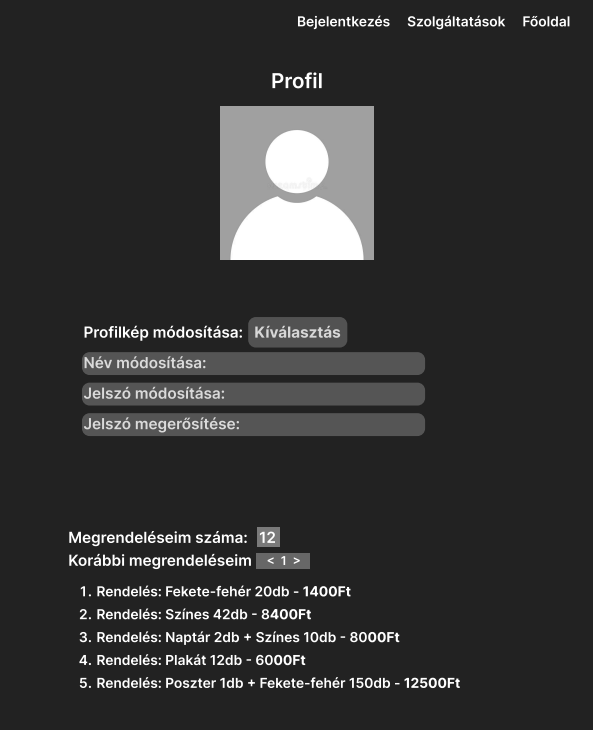 Bejelentkezés Szolgáltatások Főoldal
Profil
Profilkép módosítása: Kíválasztás
Név módosítása:
Jelszó módosítása:
Jelszó megerősítése:
Megrendeléseim száma: 12
Korábbi megrendeléseim < 1 >
1. Rendelés: Fekete-fehér 20db - 1400Ft
2. Rendelés: Színes 42db - 8400Ft
3. Rendelés: Naptár 2db + Színes 10db - 8000Ft
4. Rendelés: Plakát 12db - 6000Ft
5. Rendelés: Poszter 1db + Fekete-fehér 150db - 12500Ft